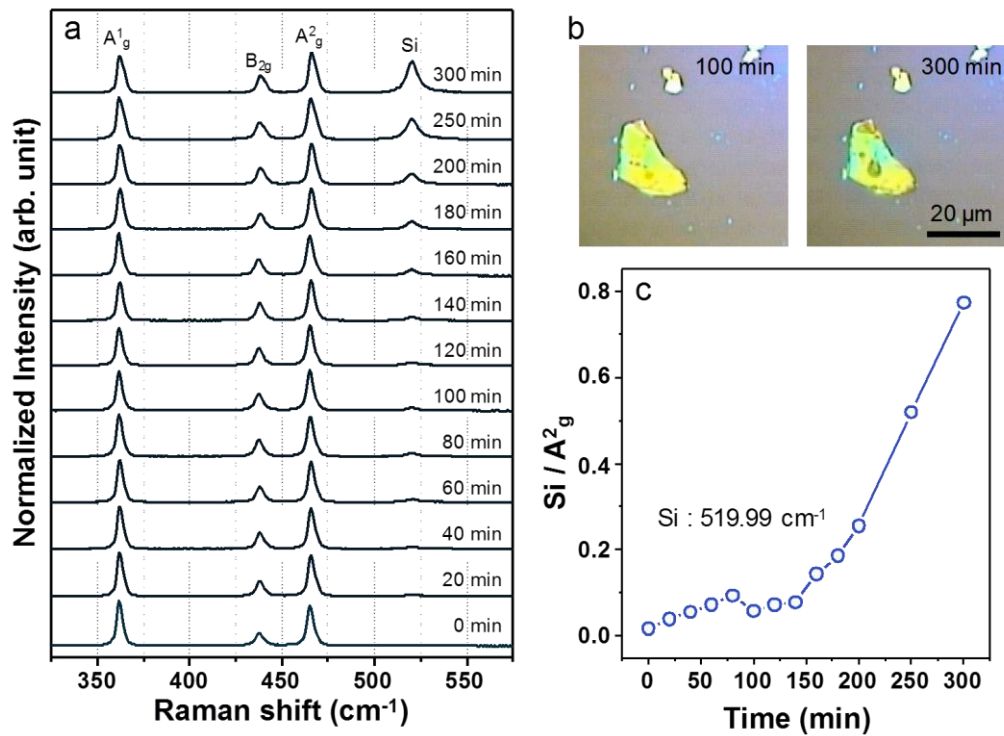 a
A¹g
B2g
A²g
Si
300 min
250 min
200 min
180 min
160 min
140 min
120 min
100 min
80 min
60 min
40 min
20 min
0 min
Normalized Intensity (arb. unit)
350 400 450 500 550
Raman shift (cm⁻¹)
b
100 min
300 min
20 µm
c
0.8
0.6
0.4
0.2
0.0
Si / A²g
Si : 519.99 cm⁻¹
0 50 100 150 200 250 300
Time (min)